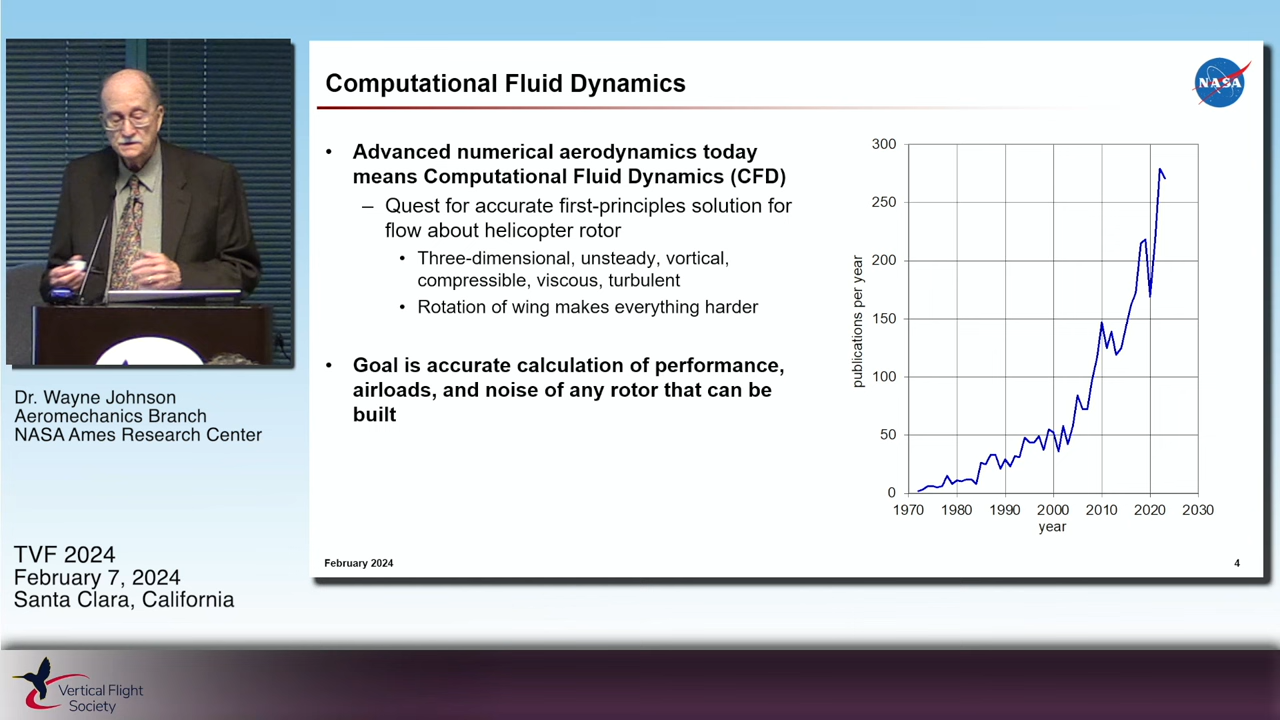 Computational Fluid Dynamics
NASA
• Advanced numerical aerodynamics today
means Computational Fluid Dynamics (CFD)
– Quest for accurate first-principles solution for
flow about helicopter rotor
• Three-dimensional, unsteady, vortical,
compressible, viscous, turbulent
• Rotation of wing makes everything harder
• Goal is accurate calculation of performance,
airloads, and noise of any rotor that can be
built
publications per year
300
250
200
150
100
50
0
1970 1980 1990 2000 2010 2020 2030
year
February 2024
4
Dr. Wayne Johnson
Aeromechanics Branch
NASA Ames Research Center
TVF 2024
February 7, 2024
Santa Clara, California
Vertical Flight
Society